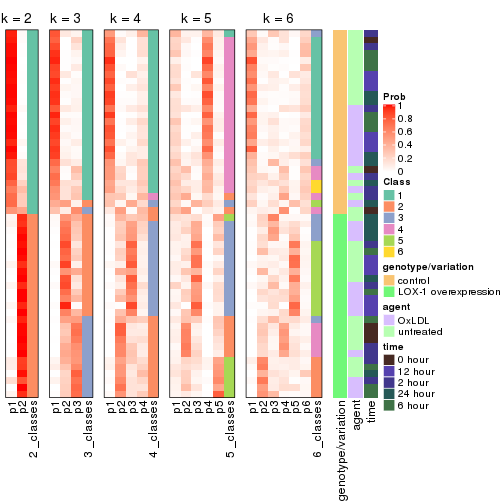 k = 2
k = 3
k = 4
k = 5
k = 6
p1
p2
2_classes
p1
p2
p3
3_classes
p1
p2
p3
p4
4_classes
p1
p2
p3
p4
p5
5_classes
p1
p2
p3
p4
p5
p6
6_classes
genotype/variation
agent
time
Prob
1
0.8
0.6
0.4
0.2
0
Class
1
2
3
4
5
6
genotype/variation
control
LOX-1 overexpression
agent
OxLDL
untreated
time
0 hour
12 hour
2 hour
24 hour
6 hour